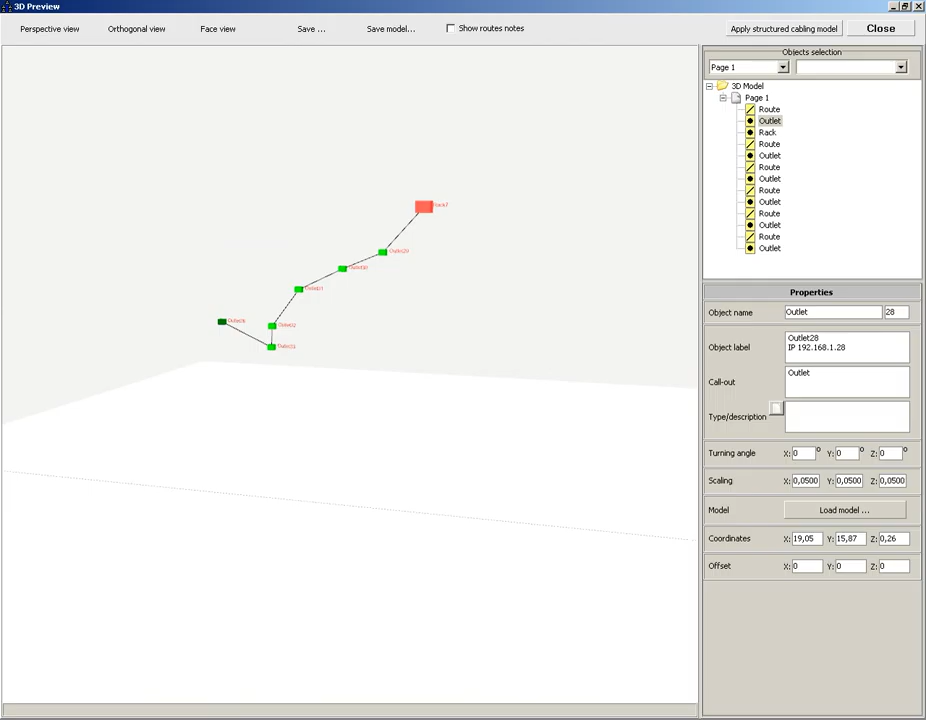 3D Preview
Perspective view Orthogonal view Face view Save ... Save model... Show routes notes Apply structured cabling model Close
Objects selection
Page 1
3D Model
Page 1
Route
Outlet
Rack
Route
Outlet
Route
Outlet
Route
Outlet
Route
Outlet
Route
Outlet
Properties
Object name Outlet 28
Object label Outlet28
IP 192.168.1.28
Call-out Outlet
Type/description
Turning angle X: 0 ° Y: 0 ° Z: 0 °
Scaling X: 0,0500 Y: 0,0500 Z: 0,0500
Model Load model ...
Coordinates X: 19,05 Y: 15,87 Z: 0,26
Offset X: 0 Y: 0 Z: 0